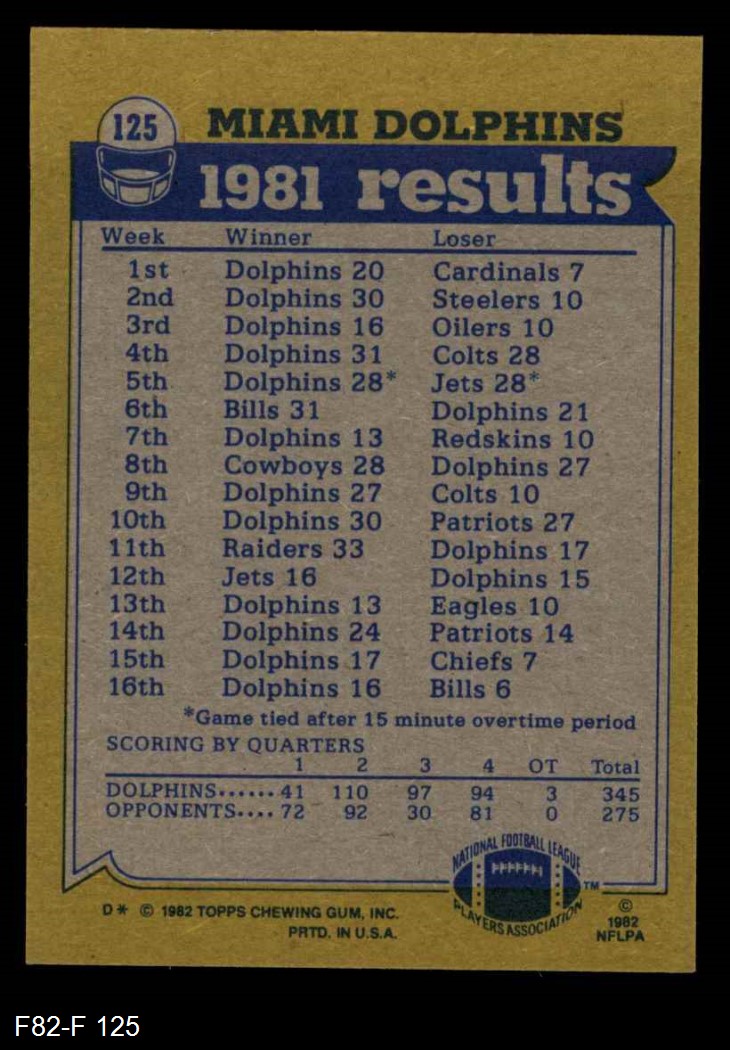 125
MIAMI DOLPHINS
1981 results
Week Winner Loser
1st Dolphins 20 Cardinals 7
2nd Dolphins 30 Steelers 10
3rd Dolphins 16 Oilers 10
4th Dolphins 31 Colts 28
5th Dolphins 28* Jets 28*
6th Bills 31 Dolphins 21
7th Dolphins 13 Redskins 10
8th Cowboys 28 Dolphins 27
9th Dolphins 27 Colts 10
10th Dolphins 30 Patriots 27
11th Raiders 33 Dolphins 17
12th Jets 16 Dolphins 15
13th Dolphins 13 Eagles 10
14th Dolphins 24 Patriots 14
15th Dolphins 17 Chiefs 7
16th Dolphins 16 Bills 6
*Game tied after 15 minute overtime period
SCORING BY QUARTERS
1 2 3 4 OT Total
DOLPHINS...... 41 110 97 94 3 345
OPPONENTS.... 72 92 30 81 0 275
NATIONAL FOOTBALL LEAGUE
PLAYERS ASSOCIATION
TM
D* © 1982 TOPPS CHEWING GUM, INC.
PRTD. IN U.S.A.
©
1982
NFLPA
F82-F 125